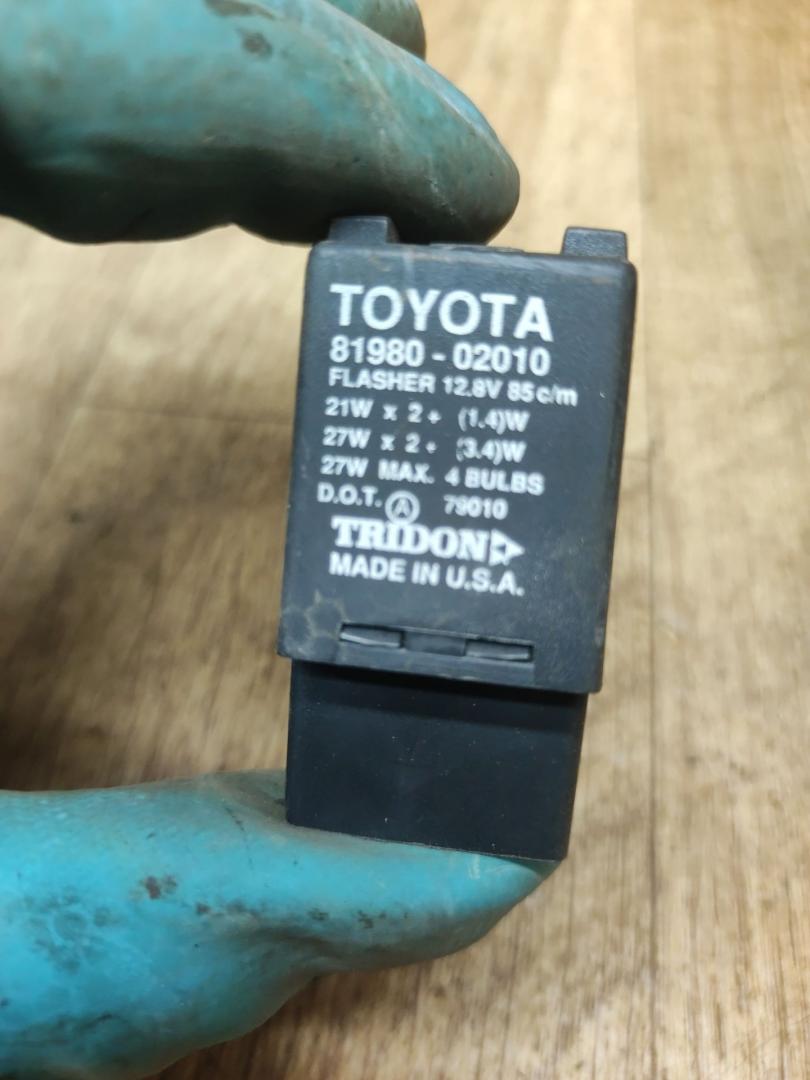 TOYOTA
81980 - 02010
FLASHER 12.8V 85c/m
21W x 2 + (1.4)W
27W x 2 + (3.4)W
27W MAX. 4 BULBS
D.O.T. Ⓐ 79010
TRIDON
MADE IN U.S.A.